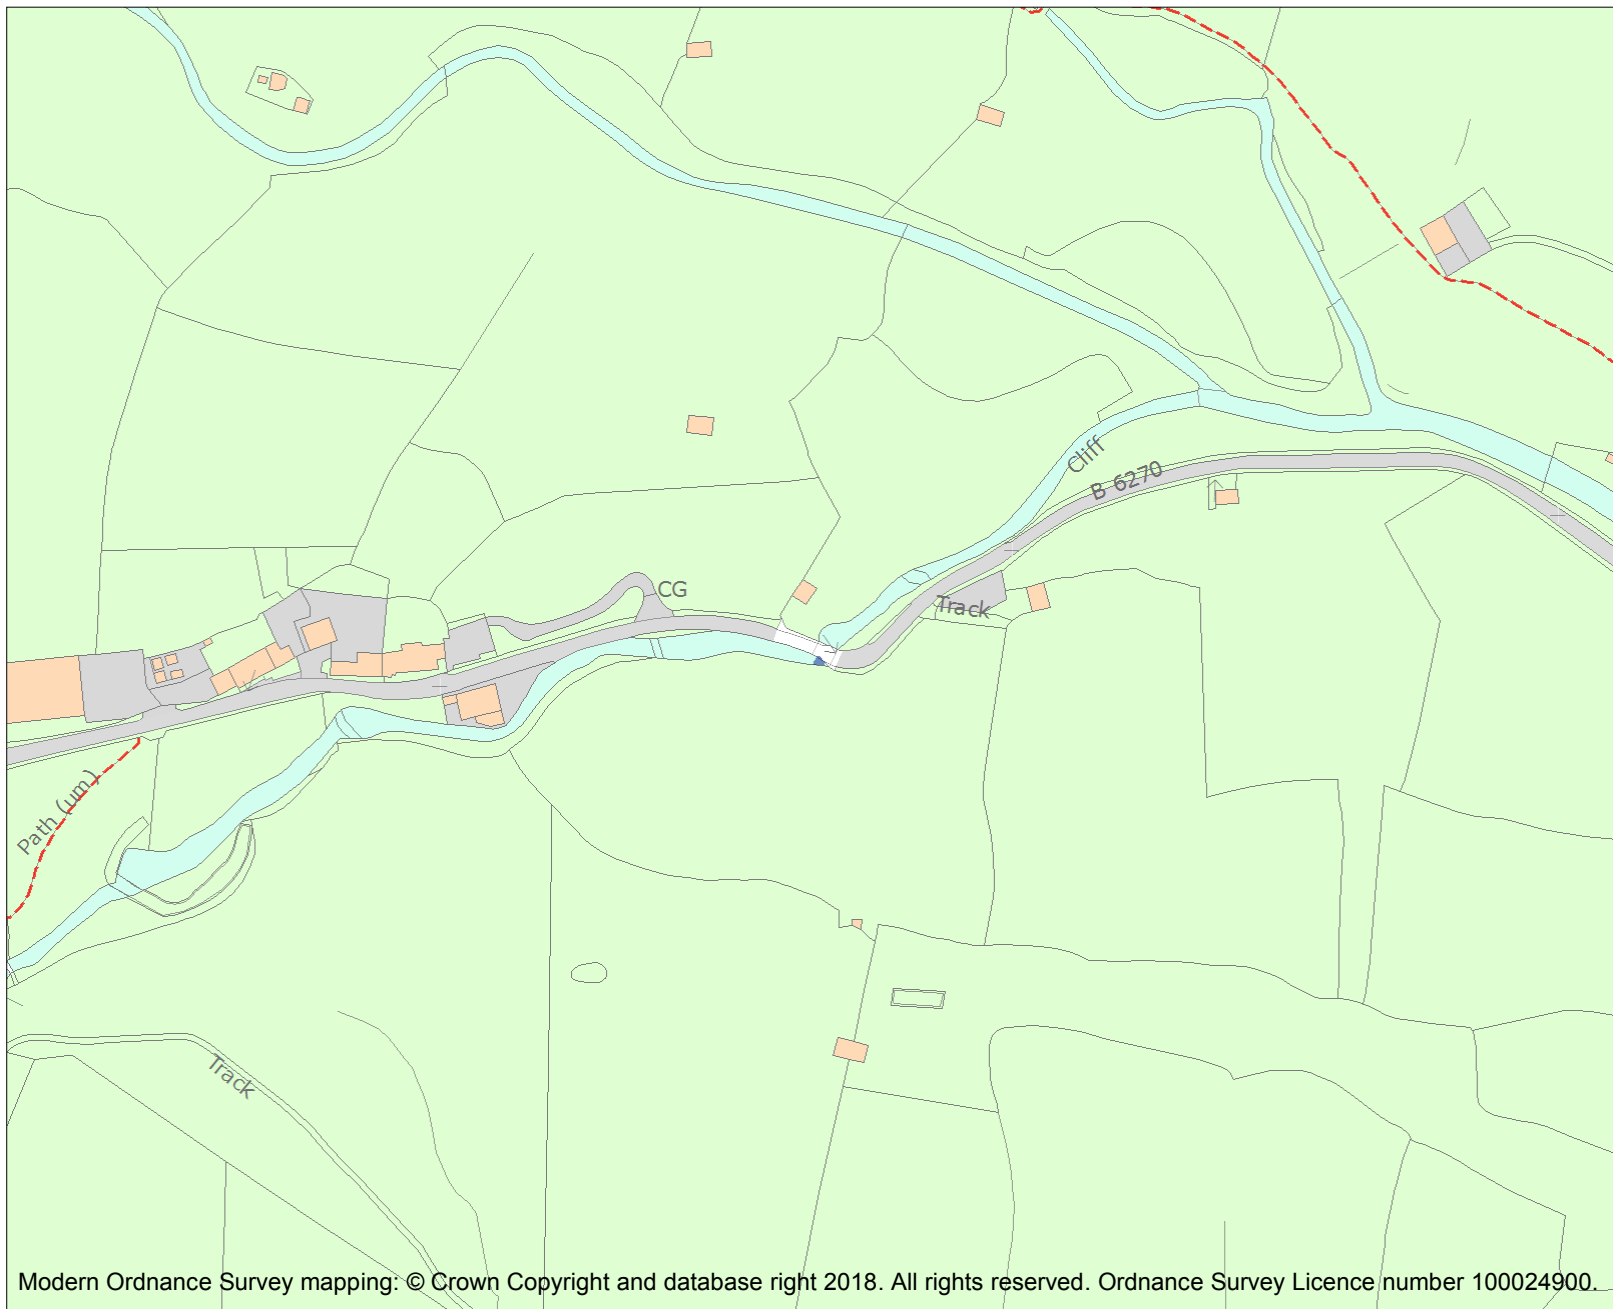 Cliff
B 6270
CG
Track
Path (um)
Track
Modern Ordnance Survey mapping: © Crown Copyright and database right 2018. All rights reserved. Ordnance Survey Licence number 100024900.